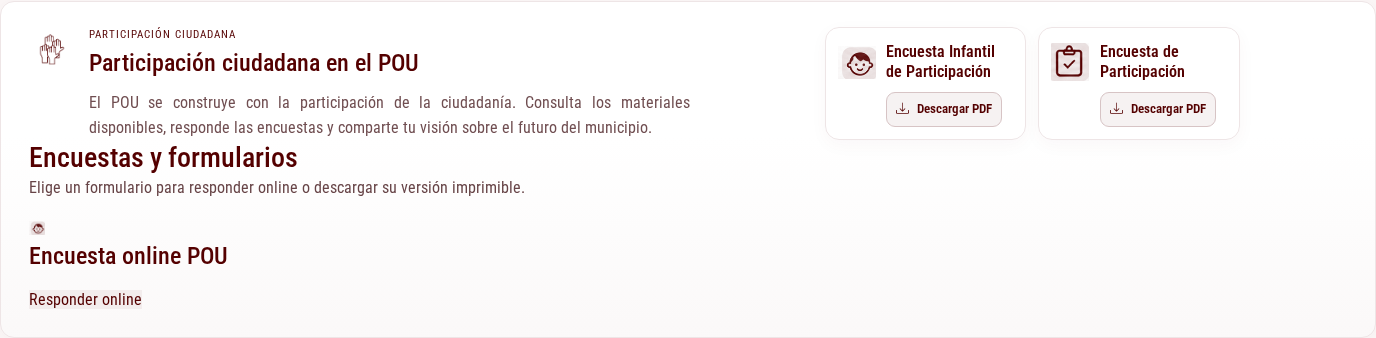 PARTICIPACIÓN CIUDADANA
Participación ciudadana en el POU
El POU se construye con la participación de la ciudadanía. Consulta los materiales
disponibles, responde las encuestas y comparte tu visión sobre el futuro del municipio.
Encuesta Infantil
de Participación
Descargar PDF
Encuesta de
Participación
Descargar PDF
Encuestas y formularios
Elige un formulario para responder online o descargar su versión imprimible.
Encuesta online POU
Responder online